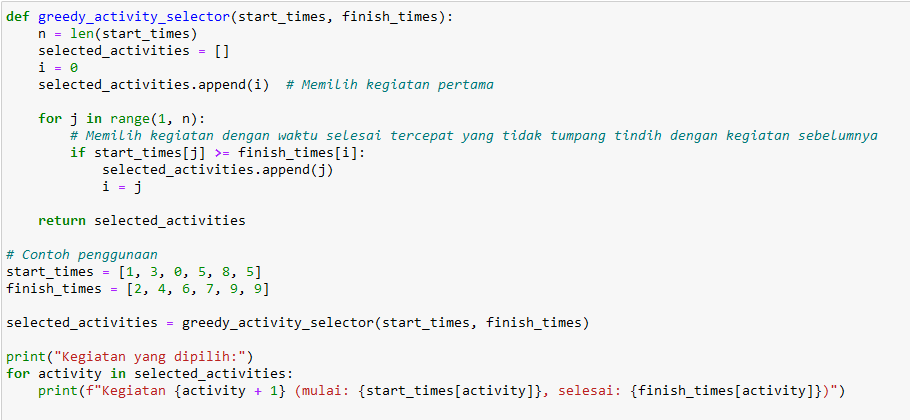 def greedy_activity_selector(start_times, finish_times):
    n = len(start_times)
    selected_activities = []
    i = 0
    selected_activities.append(i)  # Memilih kegiatan pertama
    for j in range(1, n):
        # Memilih kegiatan dengan waktu selesai tercepat yang tidak tumpang tindih dengan kegiatan sebelumnya
        if start_times[j] >= finish_times[i]:
            selected_activities.append(j)
            i = j
    return selected_activities
# Contoh penggunaan
start_times = [1, 3, 0, 5, 8, 5]
finish_times = [2, 4, 6, 7, 9, 9]
selected_activities = greedy_activity_selector(start_times, finish_times)
print("Kegiatan yang dipilih:")
for activity in selected_activities:
    print(f"Kegiatan {activity + 1} (mulai: {start_times[activity]}, selesai: {finish_times[activity]})")